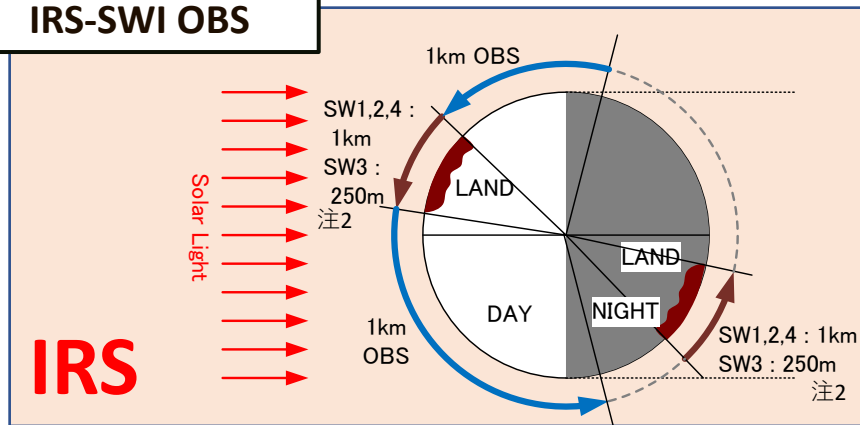 IRS-SWI OBS
1km OBS
SW1,2,4 :
1km
SW3 :
250m
注2
Solar Light
LAND
LAND
DAY
NIGHT
1km
OBS
SW1,2,4 : 1km
SW3 : 250m
注2
IRS